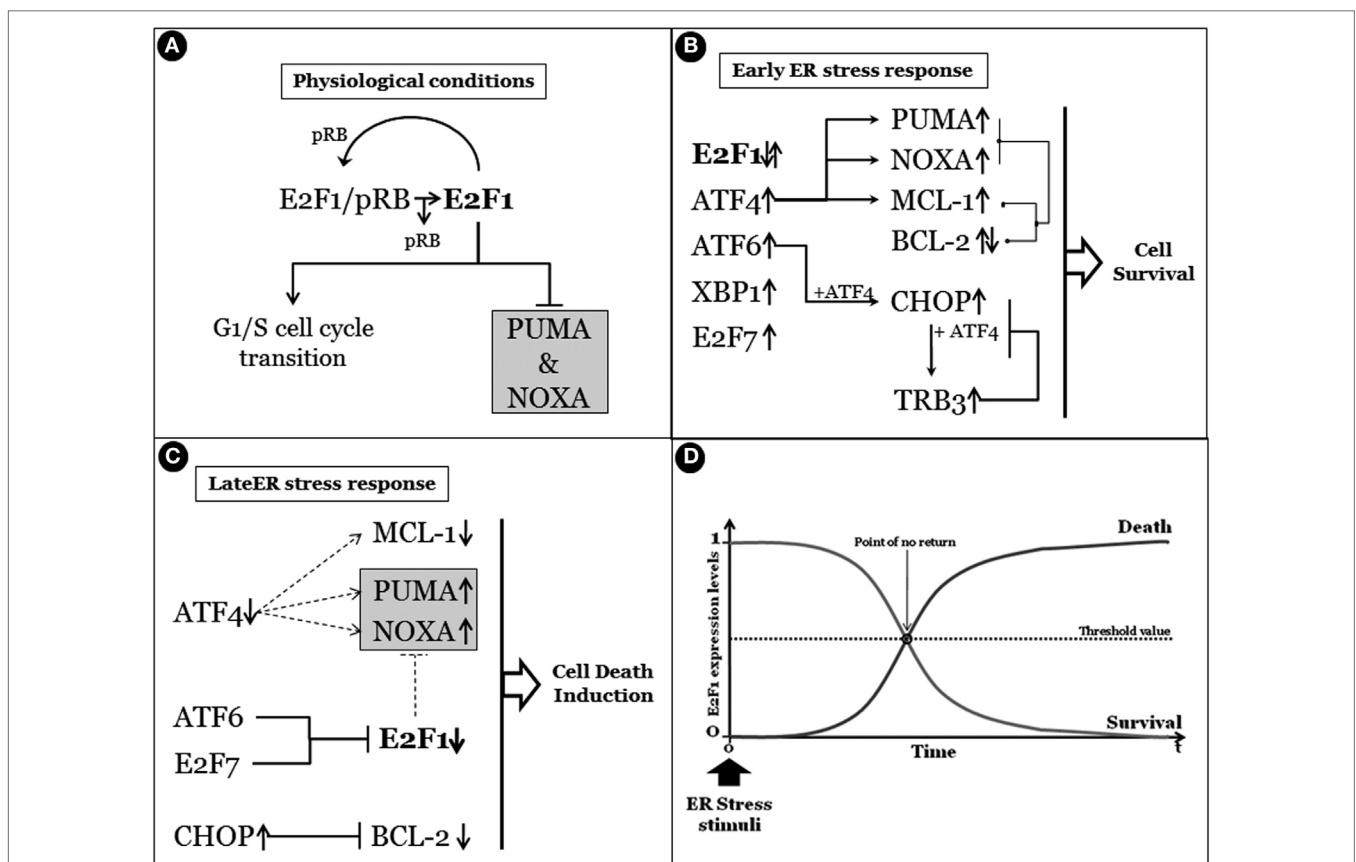 A
Physiological conditions
pRB
E2F1/pRB E2F1
pRB
G1/S cell cycle
transition
PUMA
&
NOXA
B
Early ER stress response
E2F1
ATF4
ATF6
XBP1
E2F7
PUMA
NOXA
MCL-1
BCL-2
+ATF4
CHOP
+ ATF4
TRB3
Cell
Survival
C
LateER stress response
ATF4
MCL-1
PUMA
NOXA
ATF6
E2F7
E2F1
CHOP
BCL-2
Cell Death
Induction
D
E2F1 expression levels
1
0
0
Point of no return
Death
Threshold value
Survival
Time
t
ER Stress
stimuli